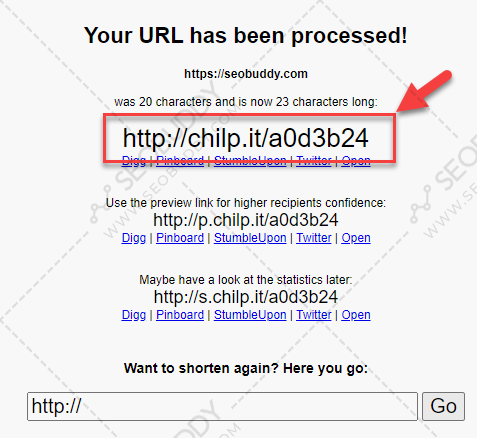 Your URL has been processed!
https://seobuddy.com
was 20 characters and is now 23 characters long:
http://chilp.it/a0d3b24
Digg | Pinboard | StumbleUpon | Twitter | Open
Use the preview link for higher recipients confidence:
http://p.chilp.it/a0d3b24
Digg | Pinboard | StumbleUpon | Twitter | Open
Maybe have a look at the statistics later:
http://s.chilp.it/a0d3b24
Digg | Pinboard | StumbleUpon | Twitter | Open
Want to shorten again? Here you go:
http:// Go
SEOBUDDY
WWW.SEOBUDDY.COM